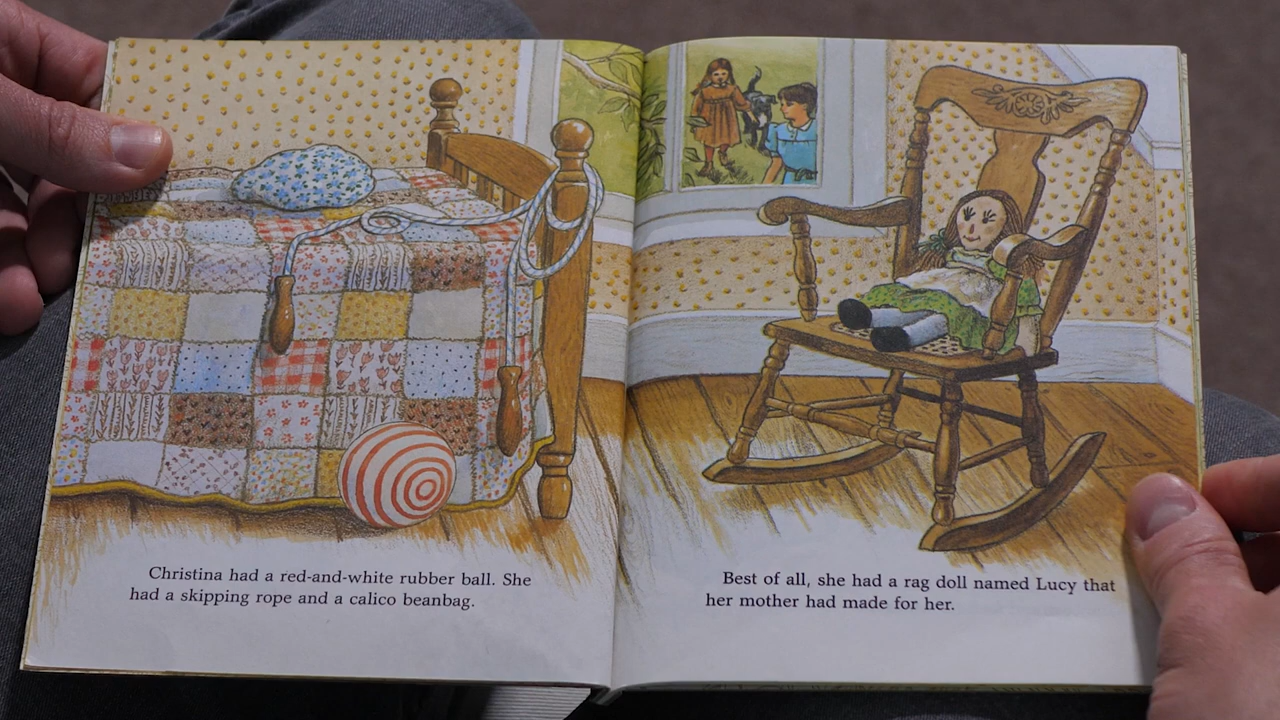 Christina had a red-and-white rubber ball. She
had a skipping rope and a calico beanbag.
Best of all, she had a rag doll named Lucy that
her mother had made for her.